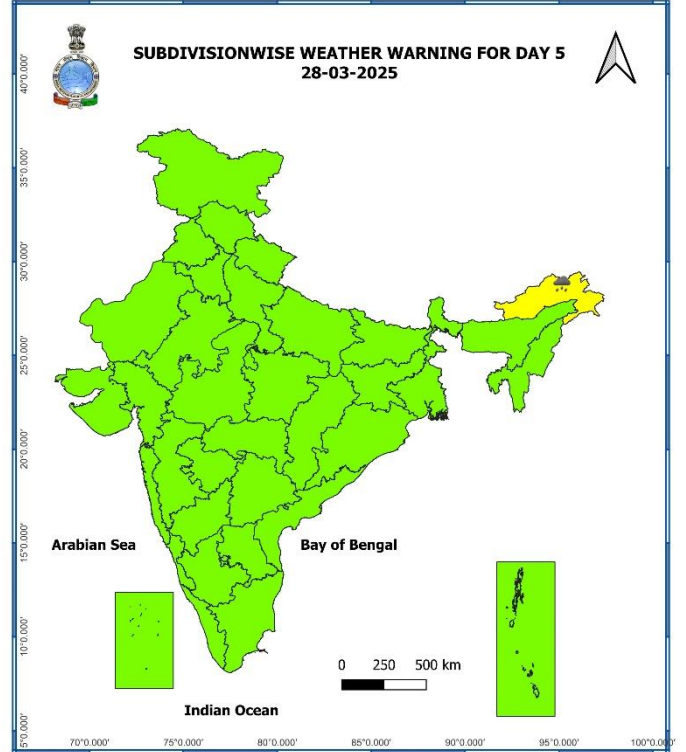 SUBDIVISIONWISE WEATHER WARNING FOR DAY 5
28-03-2025
40°0.000'
35°0.000'
30°0.000'
25°0.000'
20°0.000'
15°0.000'
10°0.000'
5°0.000'
Arabian Sea
Bay of Bengal
0 250 500 km
Indian Ocean
70°0.000' 75°0.000' 80°0.000' 85°0.000' 90°0.000' 95°0.000' 100°0.000'